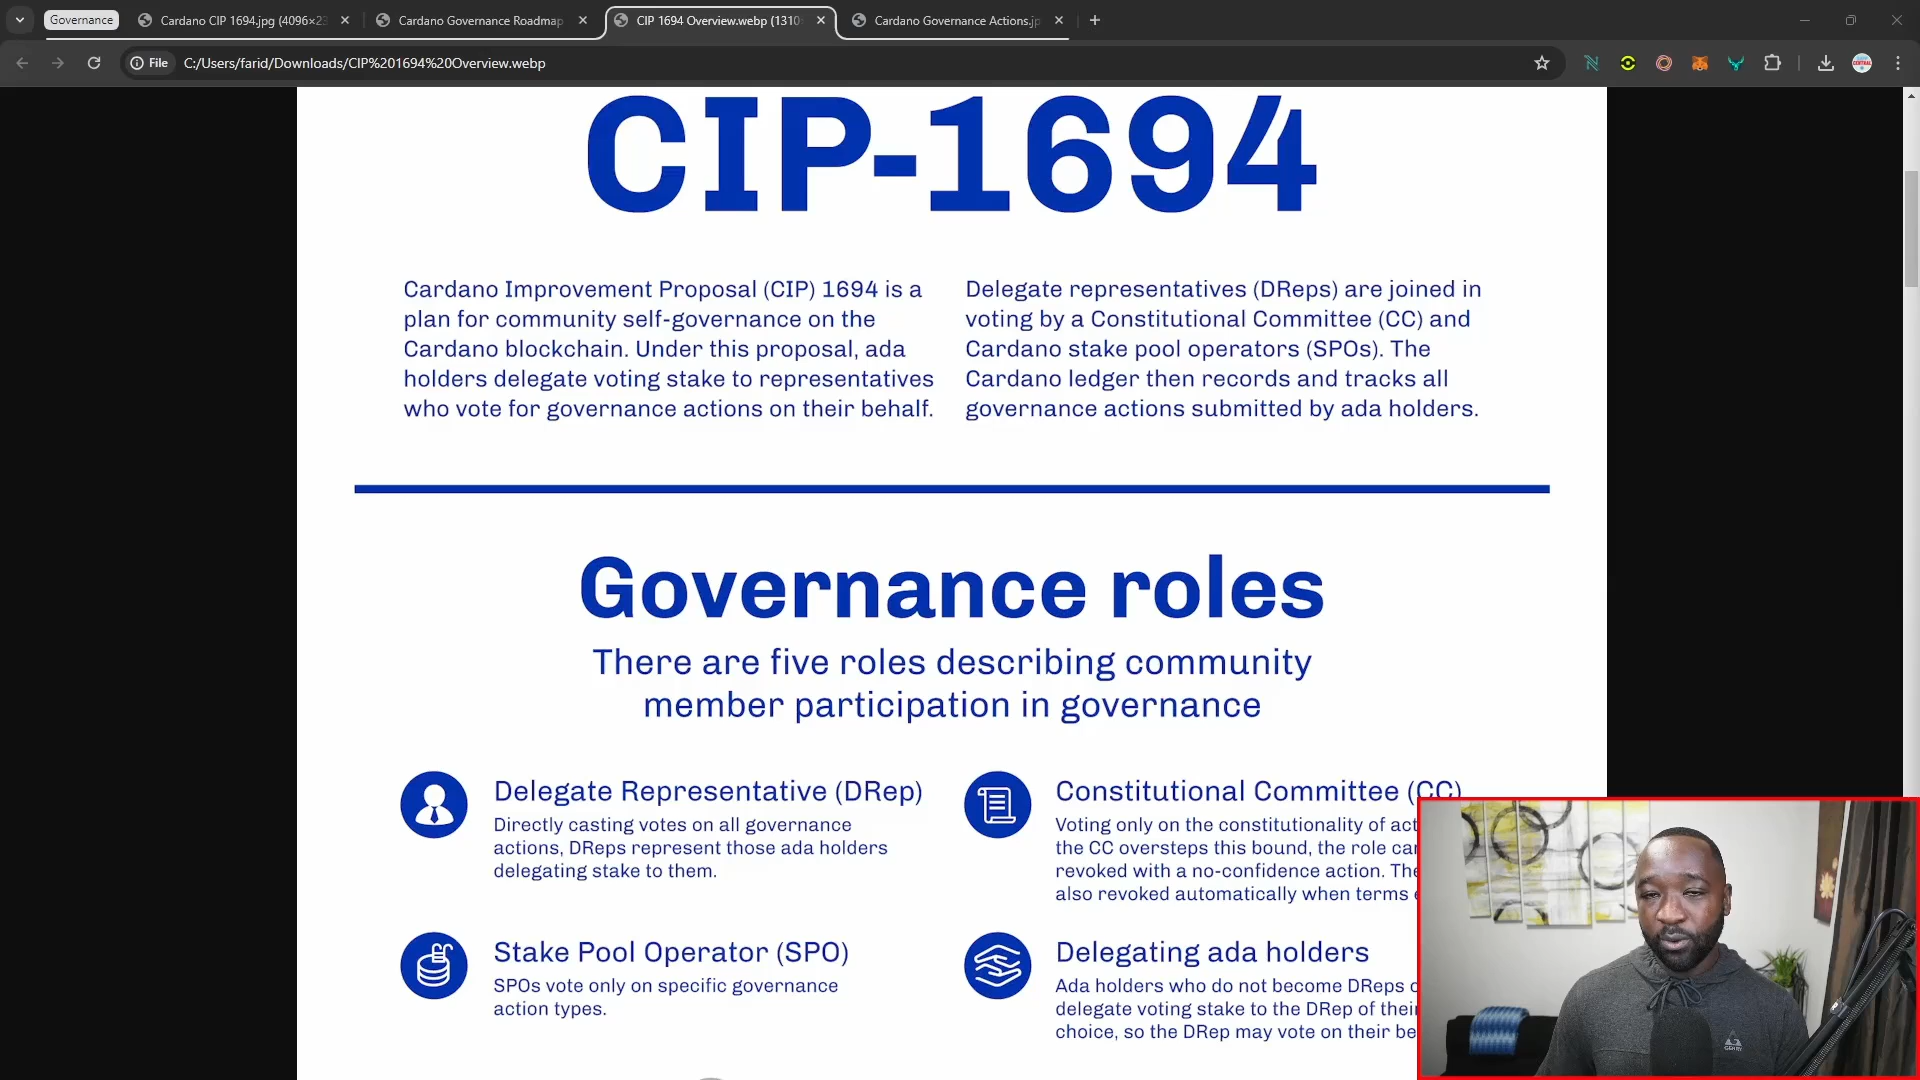 Governance
Cardano CIP 1694.jpg (4096×23
Cardano Governance Roadmap
CIP 1694 Overview.webp (1310
Cardano Governance Actions.jp
File
C:/Users/farid/Downloads/CIP%201694%20Overview.webp
CIP-1694
Cardano Improvement Proposal (CIP) 1694 is a
plan for community self-governance on the
Cardano blockchain. Under this proposal, ada
holders delegate voting stake to representatives
who vote for governance actions on their behalf.
Delegate representatives (DReps) are joined in
voting by a Constitutional Committee (CC) and
Cardano stake pool operators (SPOs). The
Cardano ledger then records and tracks all
governance actions submitted by ada holders.
Governance roles
There are five roles describing community
member participation in governance
Delegate Representative (DRep)
Directly casting votes on all governance
actions, DReps represent those ada holders
delegating stake to them.
Constitutional Committee (CC)
Voting only on the constitutionality of act
the CC oversteps this bound, the role car
revoked with a no-confidence action. The
also revoked automatically when terms e
Stake Pool Operator (SPO)
SPOs vote only on specific governance
action types.
Delegating ada holders
Ada holders who do not become DReps c
delegate voting stake to the DRep of their
choice, so the DRep may vote on their be